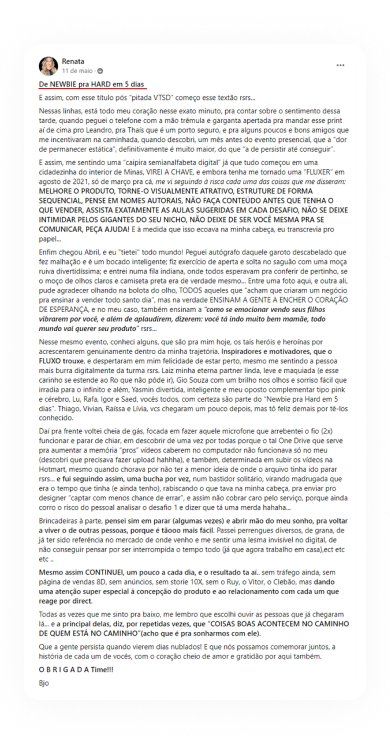 Renata
11 de maio
De NEWBIE pra HARD em 5 dias
E assim, com esse título pós "pitada VTSD" começo esse textão rsrs...
Nessas linhas, está todo meu coração nesse exato minuto, pra contar sobre o sentimento dessa
tarde, quando peguei o telefone com a mão trêmula e garganta apertada pra mandar esse print
aí de cima pro Leandro, pra Thaís que é um porto seguro, e pra alguns poucos e bons amigos que
me incentivaram na caminhada, quando descobri, um mês antes do evento presencial, que a "dor
de permanecer estática", definitivamente é muito maior, do que "a de persistir até conseguir".
E assim, me sentindo uma "caipira semianalfabeta digital" já que tudo começou em uma
cidadezinha do interior de Minas, VIREI A CHAVE, e embora tenha me tornado uma "FLUXER" em
agosto de 2021, só de março pra cá, me vi seguindo à risca cada uma das coisas que me disseram:
MELHORE O PRODUTO, TORNE-O VISUALMENTE ATRATIVO, ESTRUTURE DE FORMA
SEQUENCIAL, PENSE EM NOMES AUTORAIS, NÃO FAÇA CONTEÚDO ANTES QUE TENHA O
QUE VENDER, ASSISTA EXATAMENTE AS AULAS SUGERIDAS EM CADA DESAFIO, NÃO SE DEIXE
INTIMIDAR PELOS GIGANTES DO SEU NICHO, NÃO DEIXE DE SER VOCÊ MESMA PRA SE
COMUNICAR, PEÇA AJUDA! E à medida que isso ecoava na minha cabeça, eu transcrevia pro
papel...
Enfim chegou Abril, e eu "tietei" todo mundo! Peguei autógrafo daquele garoto descabelado que
fez malhação e é um bocado inteligente; fiz exercício de aperta e solta no saguão com uma moça
ruiva divertidíssima; e entrei numa fila indiana, onde todos esperavam pra conferir de pertinho, se
o moço de olhos claros e camiseta preta era de verdade mesmo... Entre uma foto aqui, e outra ali,
pude agradecer olhando na bolota do olho, TODOS aqueles que "acham que criaram um negócio
pra ensinar a vender todo santo dia", mas na verdade ENSINAM A GENTE A ENCHER O CORAÇÃO
DE ESPERANÇA, e no meu caso, também ensinam a "como se emocionar vendo seus filhos
vibrarem por você, e além de aplaudirem, dizerem: você tá indo muito bem mamãe, todo
mundo vai querer seu produto" rsrs...
Nesse mesmo evento, conheci alguns, que são pra mim hoje, os tais heróis e heroínas por
acrescentarem genuinamente dentro da minha trajetória. Inspiradores e motivadores, que o
FLUXO trouxe, e despertaram em mim felicidade de estar perto, mesmo me sentindo a pessoa
mais burra digitalmente da turma rsrs. Laiz minha eterna partner linda, leve e maquiada (e esse
carinho se estende ao Ro que não pôde ir), Gio Souza com um brilho nos olhos e sorriso fácil que
irradia para o infinito e além, Yasmin divertida, inteligente e meu oposto complementar tipo pink
e cérebro, Lu, Rafa, Igor e Saed, vocês todos, com certeza são parte do "Newbie pra Hard em 5
dias". Thiago, Vivian, Raíssa e Lívia, vcs chegaram um pouco depois, mas tô feliz demais por tê-los
conhecido.
Daí pra frente voltei cheia de gás, focada em fazer aquele microfone que arrebentei o fio (2x)
funcionar e parar de chiar, em descobrir de uma vez por todas porque o tal One Drive que serve
pra aumentar a memória "pros" vídeos caberem no computador não funcionava só no meu
(descobri que precisava fazer upload hahhha), e também, determinada em subir os vídeos na
Hotmart, mesmo quando chorava por não ter a menor ideia de onde o arquivo tinha ido parar
rsrs... e fui seguindo assim, uma bucha por vez, num bastidor solitário, virando madrugada que
era o tempo que tinha (e ainda tenho), rabiscando o que tava na minha cabeça, pra enviar pro
designer "captar com menos chance de errar", e assim não cobrar caro pelo serviço, porque ainda
corro o risco do pessoal analisar o desafio 1 e dizer que tá uma merda hahaha...
Brincadeiras à parte, pensei sim em parar (algumas vezes) e abrir mão do meu sonho, pra voltar
a viver o de outras pessoas, porque é tãooo mais fácil. Passei perrengues diversos, de grana, de
já ter sido referência no mercado de onde venho e me sentir uma lesma invisível no digital, de
não conseguir pensar por ser interrompida o tempo todo (já que agora trabalho em casa),ect etc
etc ..
Mesmo assim CONTINUEI, um pouco a cada dia, e o resultado ta aí.. sem tráfego ainda, sem
página de vendas 8D, sem anúncios, sem storie 10X, sem o Ruy, o Vitor, o Clebão, mas dando
uma atenção super especial à concepção do produto e ao relacionamento com cada um que
reage por direct.
Todas as vezes que me sinto pra baixo, me lembro que escolhi ouvir as pessoas que já chegaram
lá... e a principal delas, diz, por repetidas vezes, que "COISAS BOAS ACONTECEM NO CAMINHO
DE QUEM ESTÁ NO CAMINHO"(acho que é pra sonharmos com ele).
Que a gente persista quando vierem dias nublados! E que nós possamos comemorar juntos, a
história de cada um de vocês, com o coração cheio de amor e gratidão por aqui também.
O B R I G A D A Time!!!
Bjo